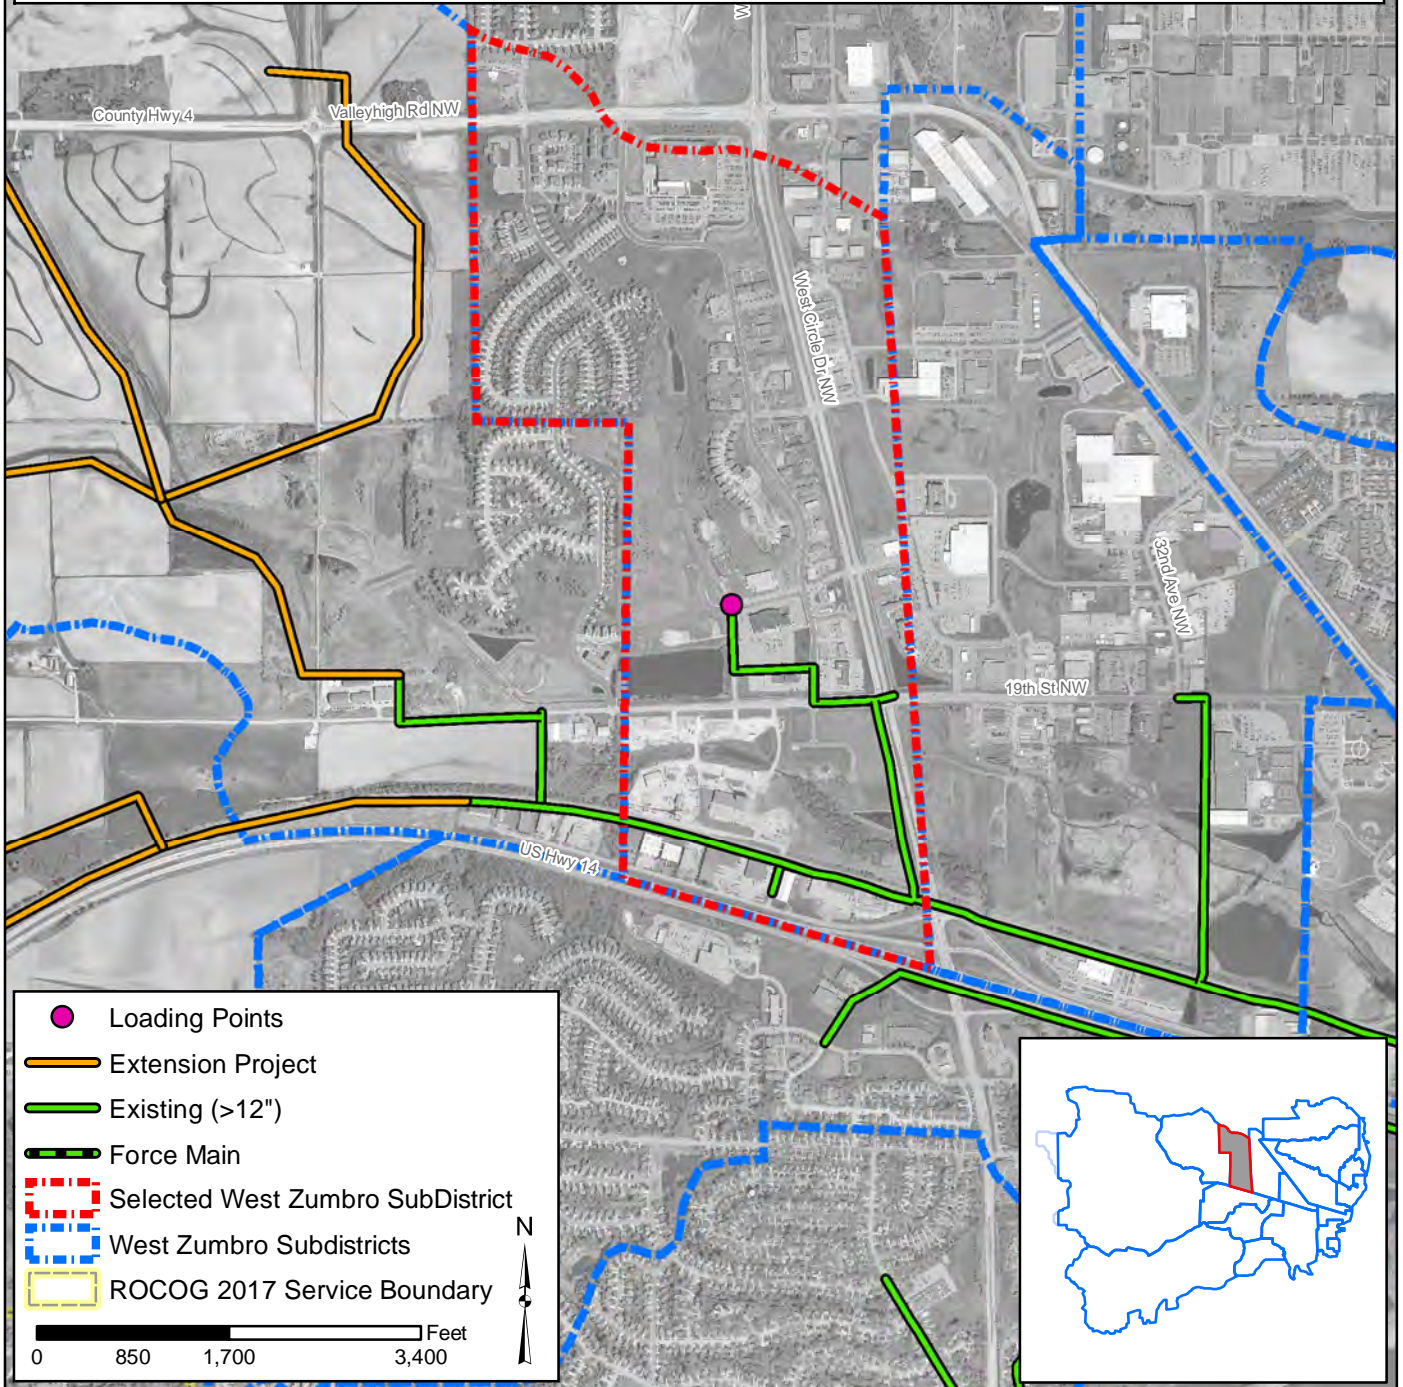 W
County Hwy 4
Valleyhigh Rd NW
West Circle Dr NW
32nd Ave NW
19th St NW
US Hwy 14
Loading Points
Extension Project
Existing (>12")
Force Main
Selected West Zumbro SubDistrict
West Zumbro Subdistricts
ROCOG 2017 Service Boundary
N
Feet
0 850 1,700 3,400